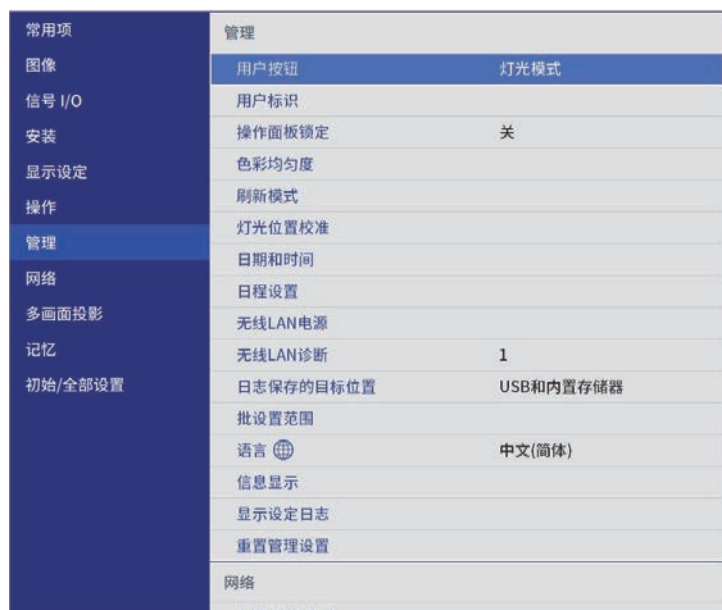 常用项
图像
信号 I/O
安装
显示设定
操作
管理
网络
多画面投影
记忆
初始/全部设置
管理
用户按钮 灯光模式
用户标识
操作面板锁定 关
色彩均匀度
刷新模式
灯光位置校准
日期和时间
日程设置
无线LAN电源
无线LAN诊断 1
日志保存的目标位置 USB和内置存储器
批设置范围
语言 中文(简体)
信息显示
显示设定日志
重置管理设置
网络